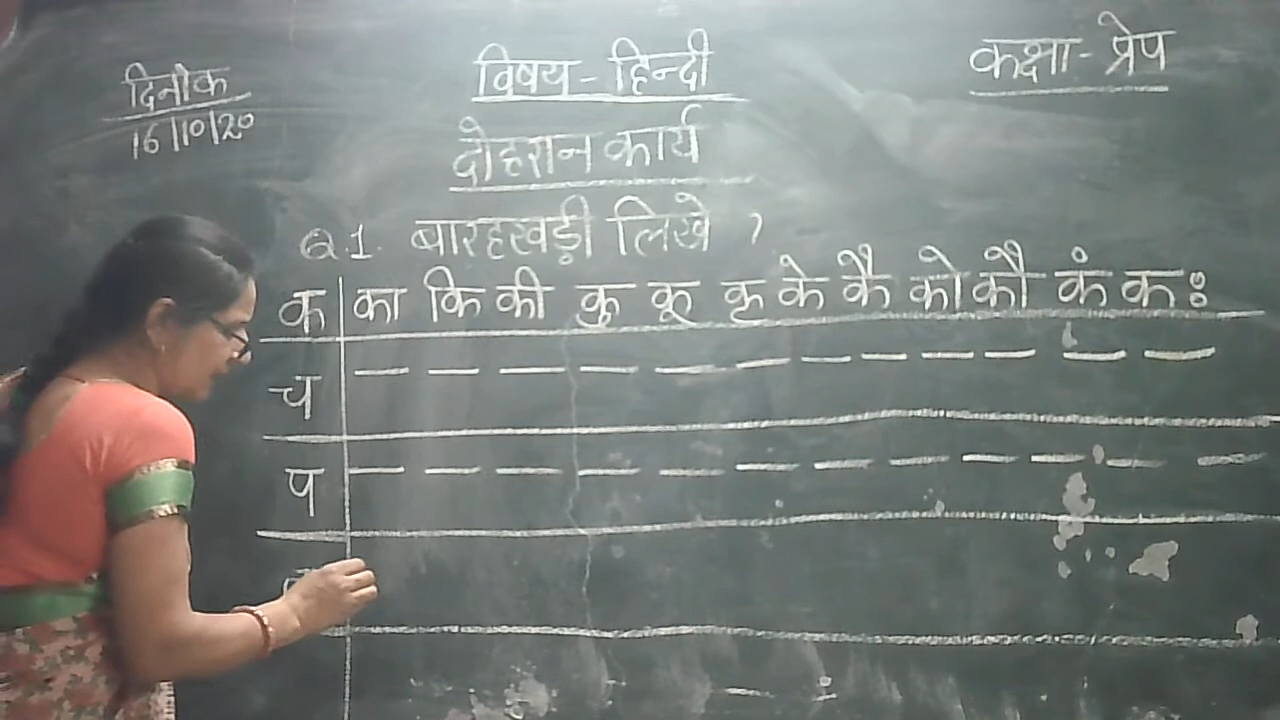 दिनांक
16/10/20
विषय - हिन्दी
कक्षा - प्रेप
दोहरान कार्य
Q.1. बारहखड़ी लिखे ?
क का कि की कु कू कृ के कै को कौ कं कः
च — — — — — — — — — — — —
प — — — — — — — — — — — —